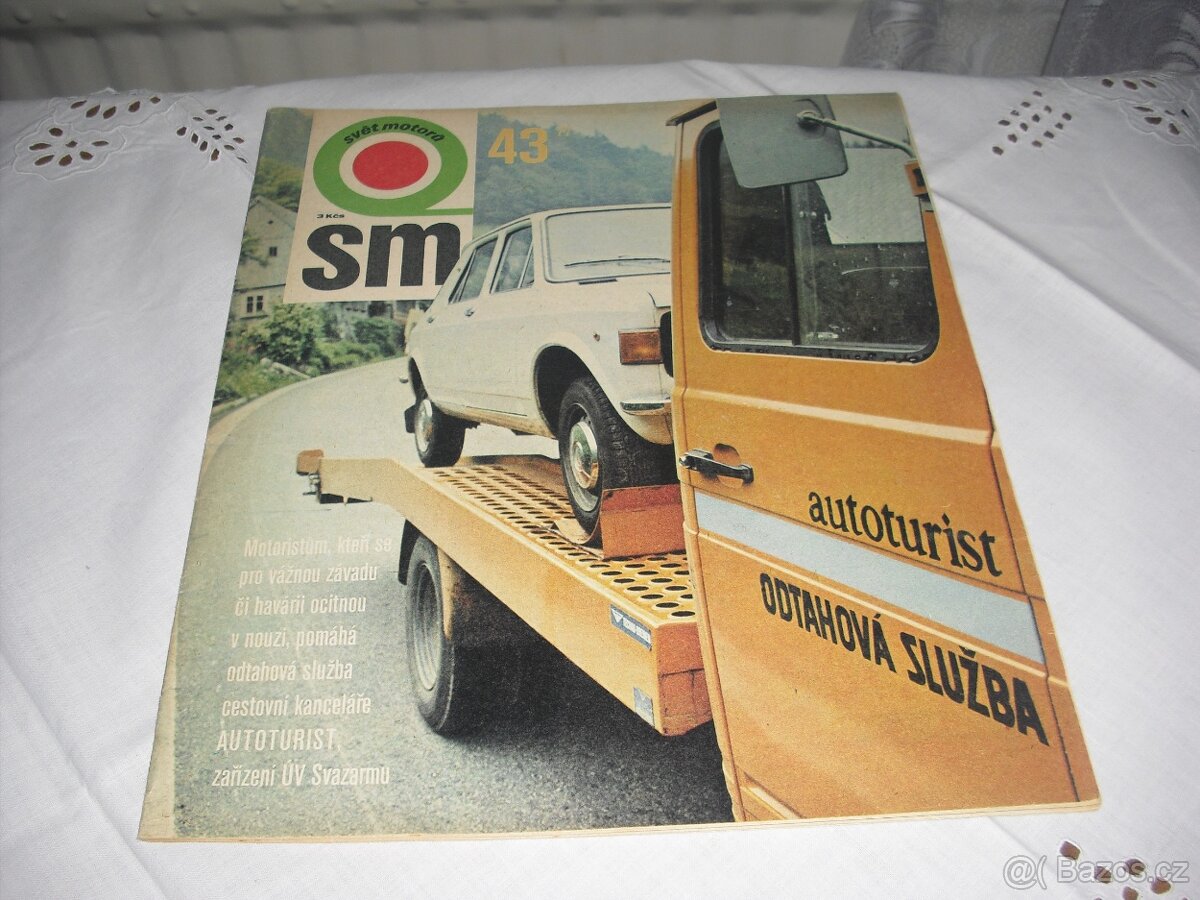 svět motorů
43
3 Kčs
sm
autoturist
ODTAHOVÁ SLUŽBA
Motoristům, kteří se
pro vážnou závadu
či havárii ocitnou
v nouzi, pomáhá
odtahová služba
cestovní kanceláře
AUTOTURIST,
zařízení ÚV Svazarmu
@( Bazos.cz